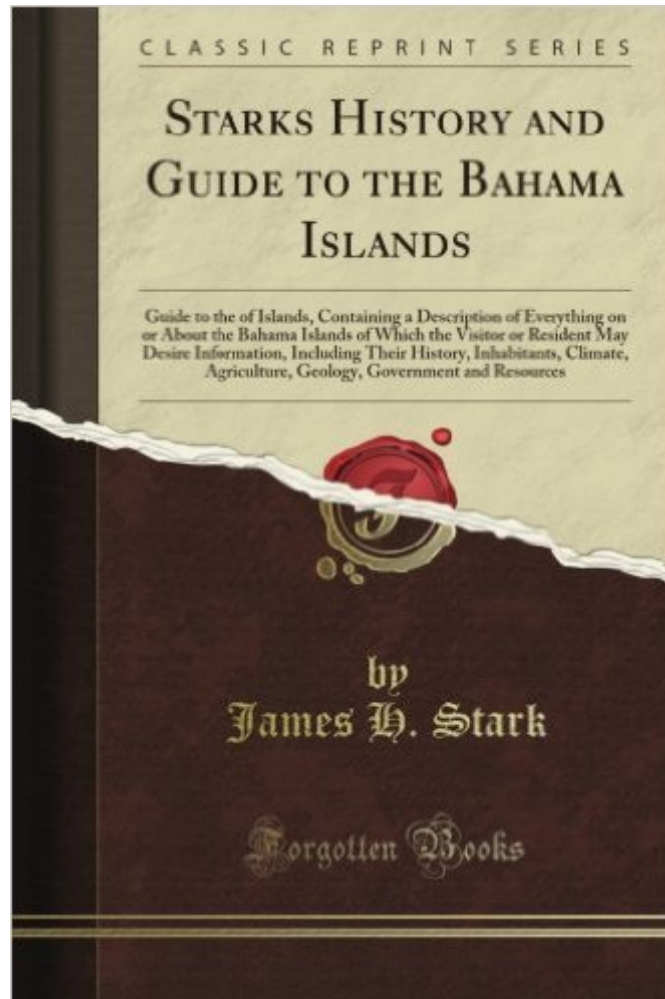 CLASSIC REPRINT SERIES
STARKS HISTORY AND
GUIDE TO THE BAHAMA
ISLANDS
Guide to the of Islands, Containing a Description of Everything on
or About the Bahama Islands of Which the Visitor or Resident May
Desire Information, Including Their History, Inhabitants, Climate,
Agriculture, Geology, Government and Resources
by
James H. Stark
Forgotten Books